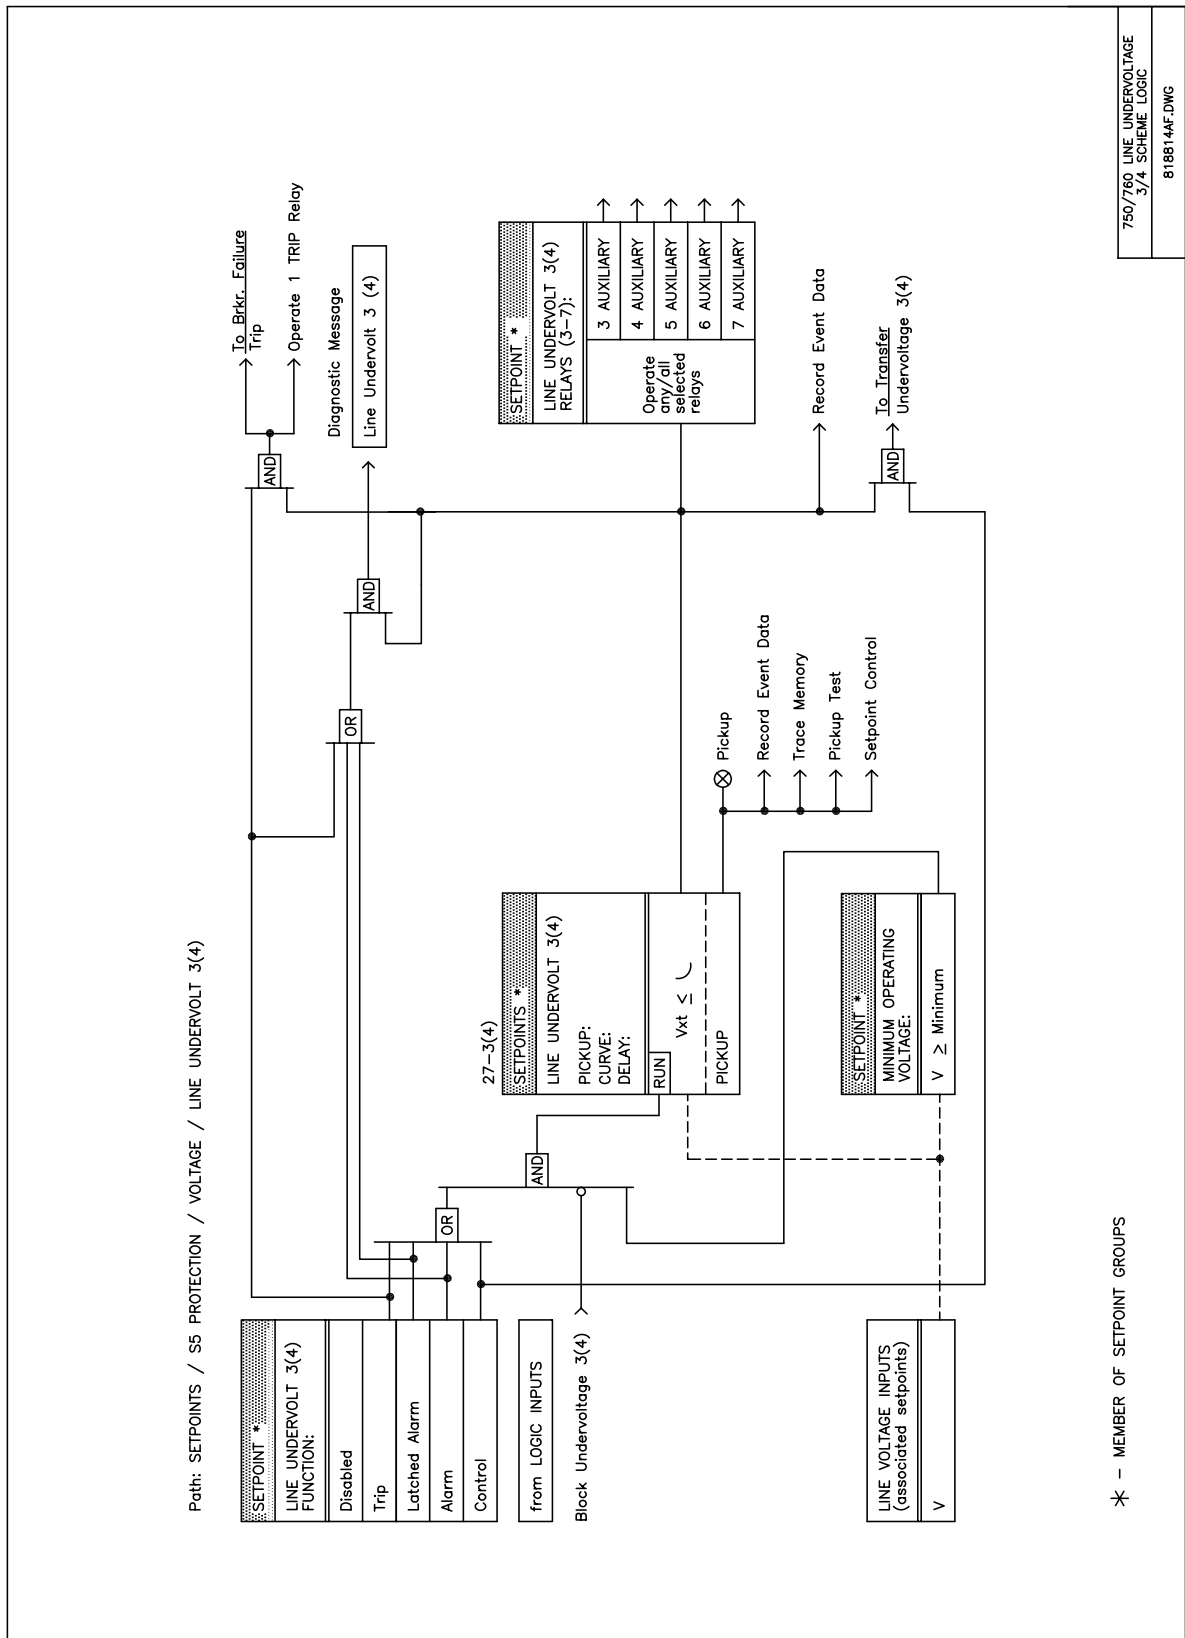 Path: SETPOINTS / S5 PROTECTION / VOLTAGE / LINE UNDERVOLT 3(4)
SETPOINT *
LINE UNDERVOLT 3(4)
FUNCTION:
Disabled
Trip
Latched Alarm
Alarm
Control
from LOGIC INPUTS
Block Undervoltage 3(4)
LINE VOLTAGE INPUTS
(associated setpoints)
V
OR
AND
27-3(4)
SETPOINTS *
LINE UNDERVOLT 3(4)
PICKUP:
CURVE:
DELAY:
RUN
Vxt ≤
PICKUP
SETPOINT *
MINIMUM OPERATING
VOLTAGE:
V ≥ Minimum
OR
AND
Pickup
Record Event Data
Trace Memory
Pickup Test
Setpoint Control
AND
To Brkr. Failure
Trip
Operate 1 TRIP Relay
Diagnostic Message
Line Undervolt 3 (4)
SETPOINT *
LINE UNDERVOLT 3(4)
RELAYS (3-7):
Operate
any/all
selected
relays
3 AUXILIARY
4 AUXILIARY
5 AUXILIARY
6 AUXILIARY
7 AUXILIARY
Record Event Data
AND
To Transfer
Undervoltage 3(4)
* - MEMBER OF SETPOINT GROUPS
750/760 LINE UNDERVOLTAGE
3/4 SCHEME LOGIC
818814AF.DWG